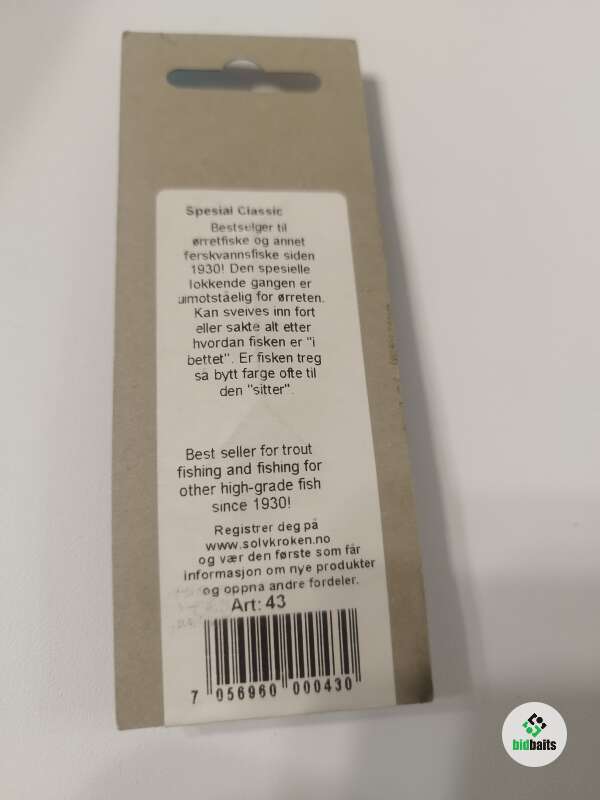 Spesial Classic
Bestselger til
ørretfiske og annet
ferskvannsfiske siden
1930! Den spesielle
lokkende gangen er
uimotståelig for ørreten.
Kan sveives inn fort
eller sakte alt etter
hvordan fisken er "i
bettet". Er fisken treg
så bytt farge ofte til
den "sitter".
Best seller for trout
fishing and fishing for
other high-grade fish
since 1930!
Registrer deg på
www.solvkroken.no
og vær den første som får
informasjon om nye produkter
og oppna andre fordeler.
Art: 43
7 056960 000430
bidbaits